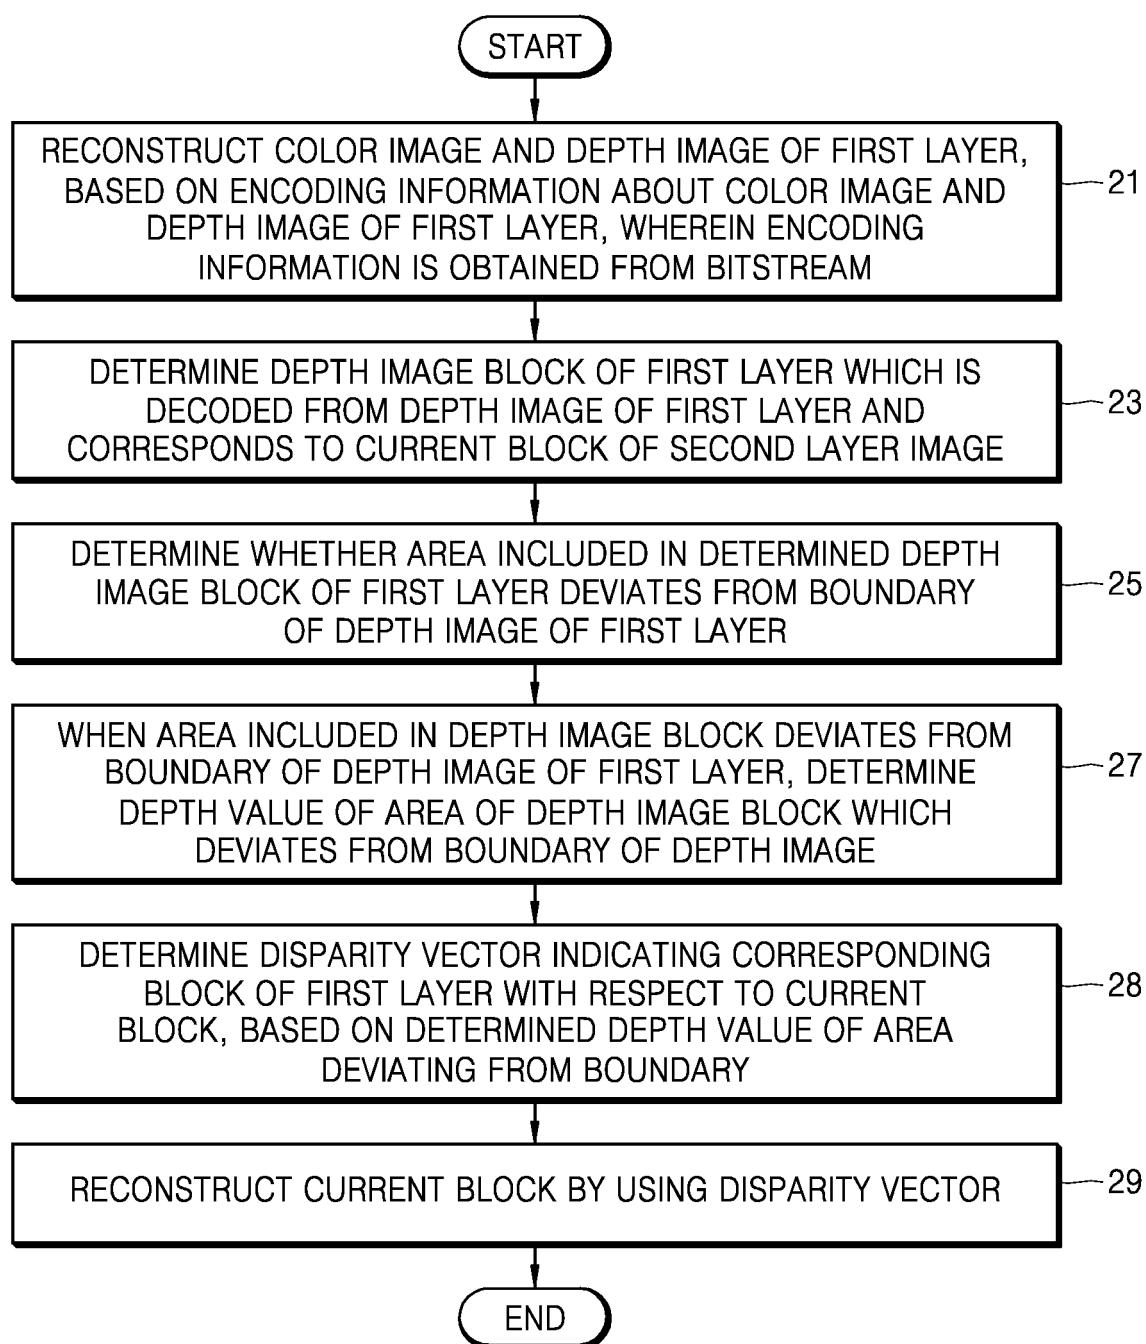 START
RECONSTRUCT COLOR IMAGE AND DEPTH IMAGE OF FIRST LAYER,
BASED ON ENCODING INFORMATION ABOUT COLOR IMAGE AND
DEPTH IMAGE OF FIRST LAYER, WHEREIN ENCODING
INFORMATION IS OBTAINED FROM BITSTREAM
21
DETERMINE DEPTH IMAGE BLOCK OF FIRST LAYER WHICH IS
DECODED FROM DEPTH IMAGE OF FIRST LAYER AND
CORRESPONDS TO CURRENT BLOCK OF SECOND LAYER IMAGE
23
DETERMINE WHETHER AREA INCLUDED IN DETERMINED DEPTH
IMAGE BLOCK OF FIRST LAYER DEVIATES FROM BOUNDARY
OF DEPTH IMAGE OF FIRST LAYER
25
WHEN AREA INCLUDED IN DEPTH IMAGE BLOCK DEVIATES FROM
BOUNDARY OF DEPTH IMAGE OF FIRST LAYER, DETERMINE
DEPTH VALUE OF AREA OF DEPTH IMAGE BLOCK WHICH
DEVIATES FROM BOUNDARY OF DEPTH IMAGE
27
DETERMINE DISPARITY VECTOR INDICATING CORRESPONDING
BLOCK OF FIRST LAYER WITH RESPECT TO CURRENT
BLOCK, BASED ON DETERMINED DEPTH VALUE OF AREA
DEVIATING FROM BOUNDARY
28
RECONSTRUCT CURRENT BLOCK BY USING DISPARITY VECTOR
29
END